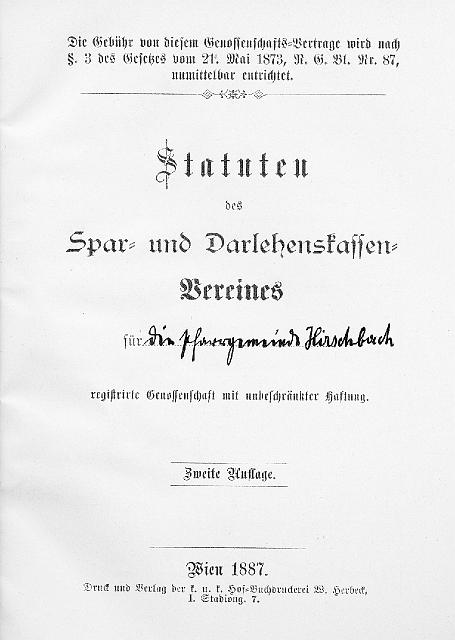 Die Gebühr von diesem Genossenschafts-Vertrage wird nach
§. 3 des Gesetzes vom 21. Mai 1873, R. G. Bl. Nr. 87,
unmittelbar entrichtet.
Statuten
des
Spar- und Darlehenskassen-
Vereines
für die Pfarrgemeinde Hirschbach
registrirte Genossenschaft mit unbeschränkter Haftung.
Zweite Auflage.
Wien 1887.
Druck und Verlag der k. u. k. Hof-Buchdruckerei W. Herbeck,
I. Stadiong. 7.